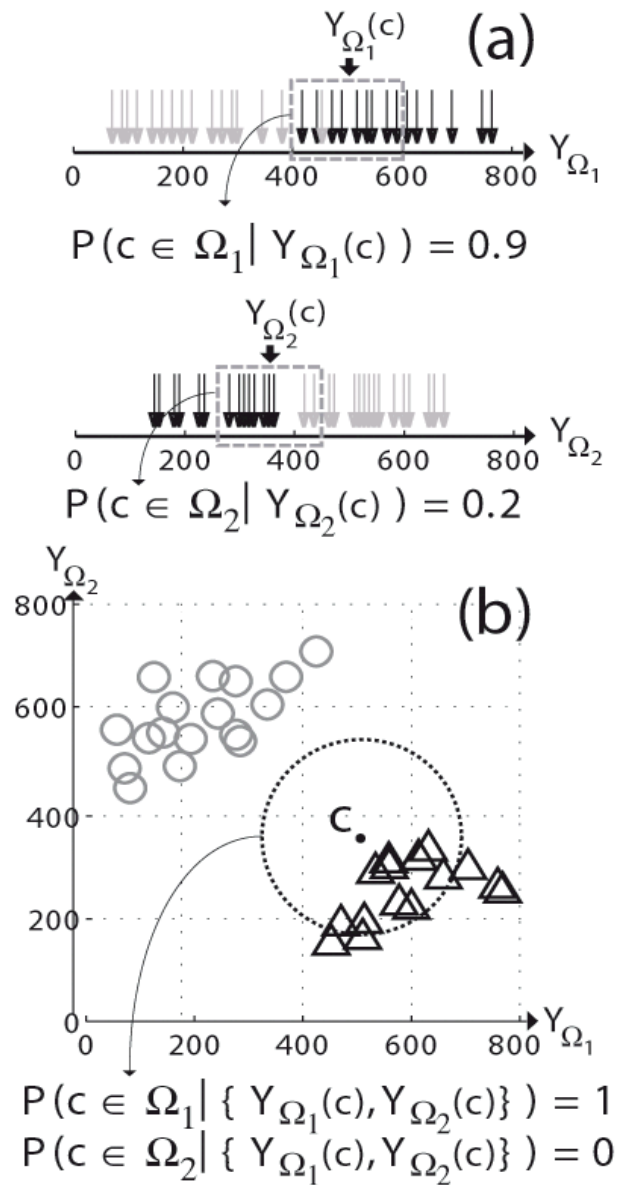 Y_Ω₁(c) (a)
0 200 400 600 800 Y_Ω₁
P(c ∈ Ω₁| Y_Ω₁(c) ) = 0.9
Y_Ω₂(c)
0 200 400 600 800 Y_Ω₂
P(c ∈ Ω₂| Y_Ω₂(c) ) = 0.2
Y_Ω₂
800 (b)
600
400 C
200
0
0 200 400 600 800 Y_Ω₁
P(c ∈ Ω₁| { Y_Ω₁(c),Y_Ω₂(c)} ) = 1
P(c ∈ Ω₂| { Y_Ω₁(c),Y_Ω₂(c)} ) = 0